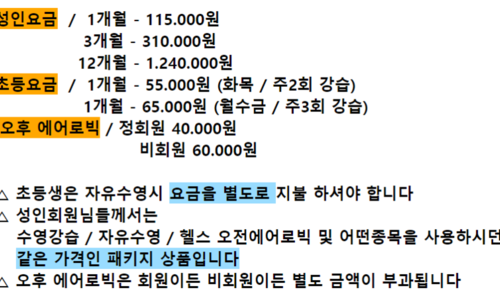 성인요금 / 1개월 - 115.000원
3개월 - 310.000원
12개월 - 1.240.000원
초등요금 / 1개월 - 55.000원 (화목 / 주2회 강습)
1개월 - 65.000원 (월수금 / 주3회 강습)
오후 에어로빅 / 정회원 40.000원
비회원 60.000원
△ 초등생은 자유수영시 요금을 별도로 지불 하셔야 합니다
△ 성인회원님들께서는
수영강습 / 자유수영 / 헬스 오전에어로빅 및 어떤종목을 사용하시던
같은 가격인 패키지 상품입니다
△ 오후 에어로빅은 회원이든 비회원이든 별도 금액이 부과됩니다